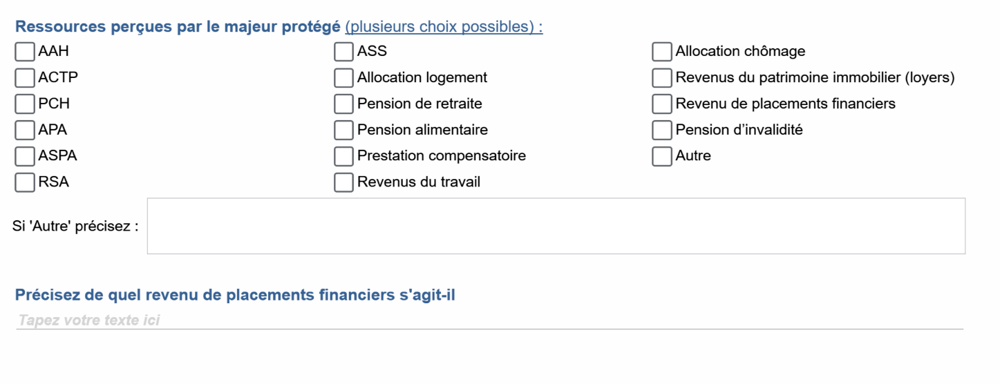 Ressources perçues par le majeur protégé (plusieurs choix possibles) :
AAH
ACTP
PCH
APA
ASPA
RSA
ASS
Allocation logement
Pension de retraite
Pension alimentaire
Prestation compensatoire
Revenus du travail
Allocation chômage
Revenus du patrimoine immobilier (loyers)
Revenu de placements financiers
Pension d’invalidité
Autre
Si 'Autre' précisez :
Précisez de quel revenu de placements financiers s'agit-il
Tapez votre texte ici